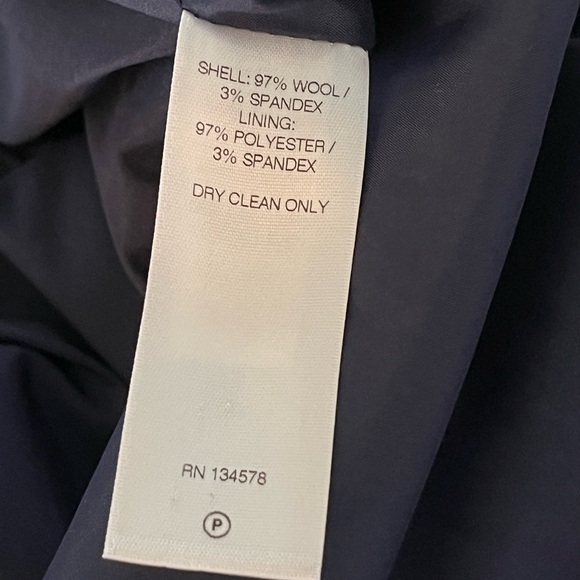 SHELL: 97% WOOL /
3% SPANDEX
LINING:
97% POLYESTER /
3% SPANDEX
DRY CLEAN ONLY
RN 134578
P